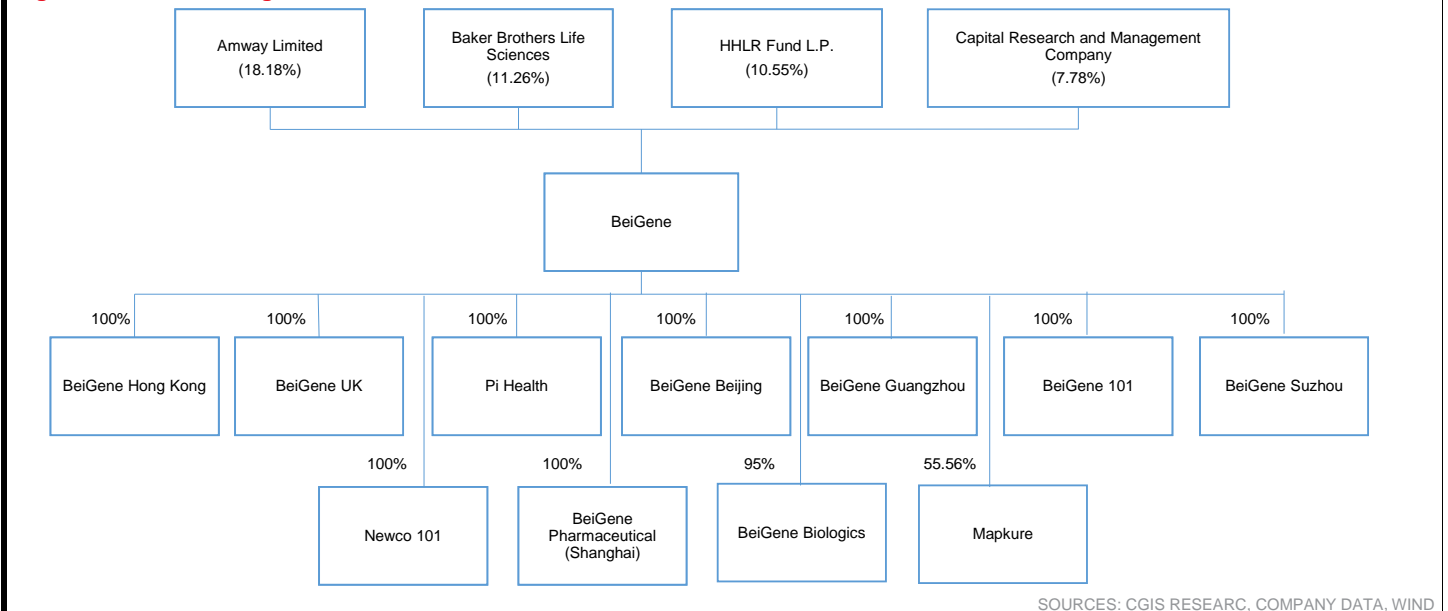 Amway Limited
(18.18%)
Baker Brothers Life
Sciences
(11.26%)
HHLR Fund L.P.
(10.55%)
Capital Research and Management
Company
(7.78%)
BeiGene
100%
100%
100%
100%
100%
100%
100%
BeiGene Hong Kong
BeiGene UK
Pi Health
BeiGene Beijing
BeiGene Guangzhou
BeiGene 101
BeiGene Suzhou
100%
100%
95%
55.56%
Newco 101
BeiGene
Pharmaceutical
(Shanghai)
BeiGene Biologics
Mapkure
SOURCES: CGIS RESEARC, COMPANY DATA, WIND